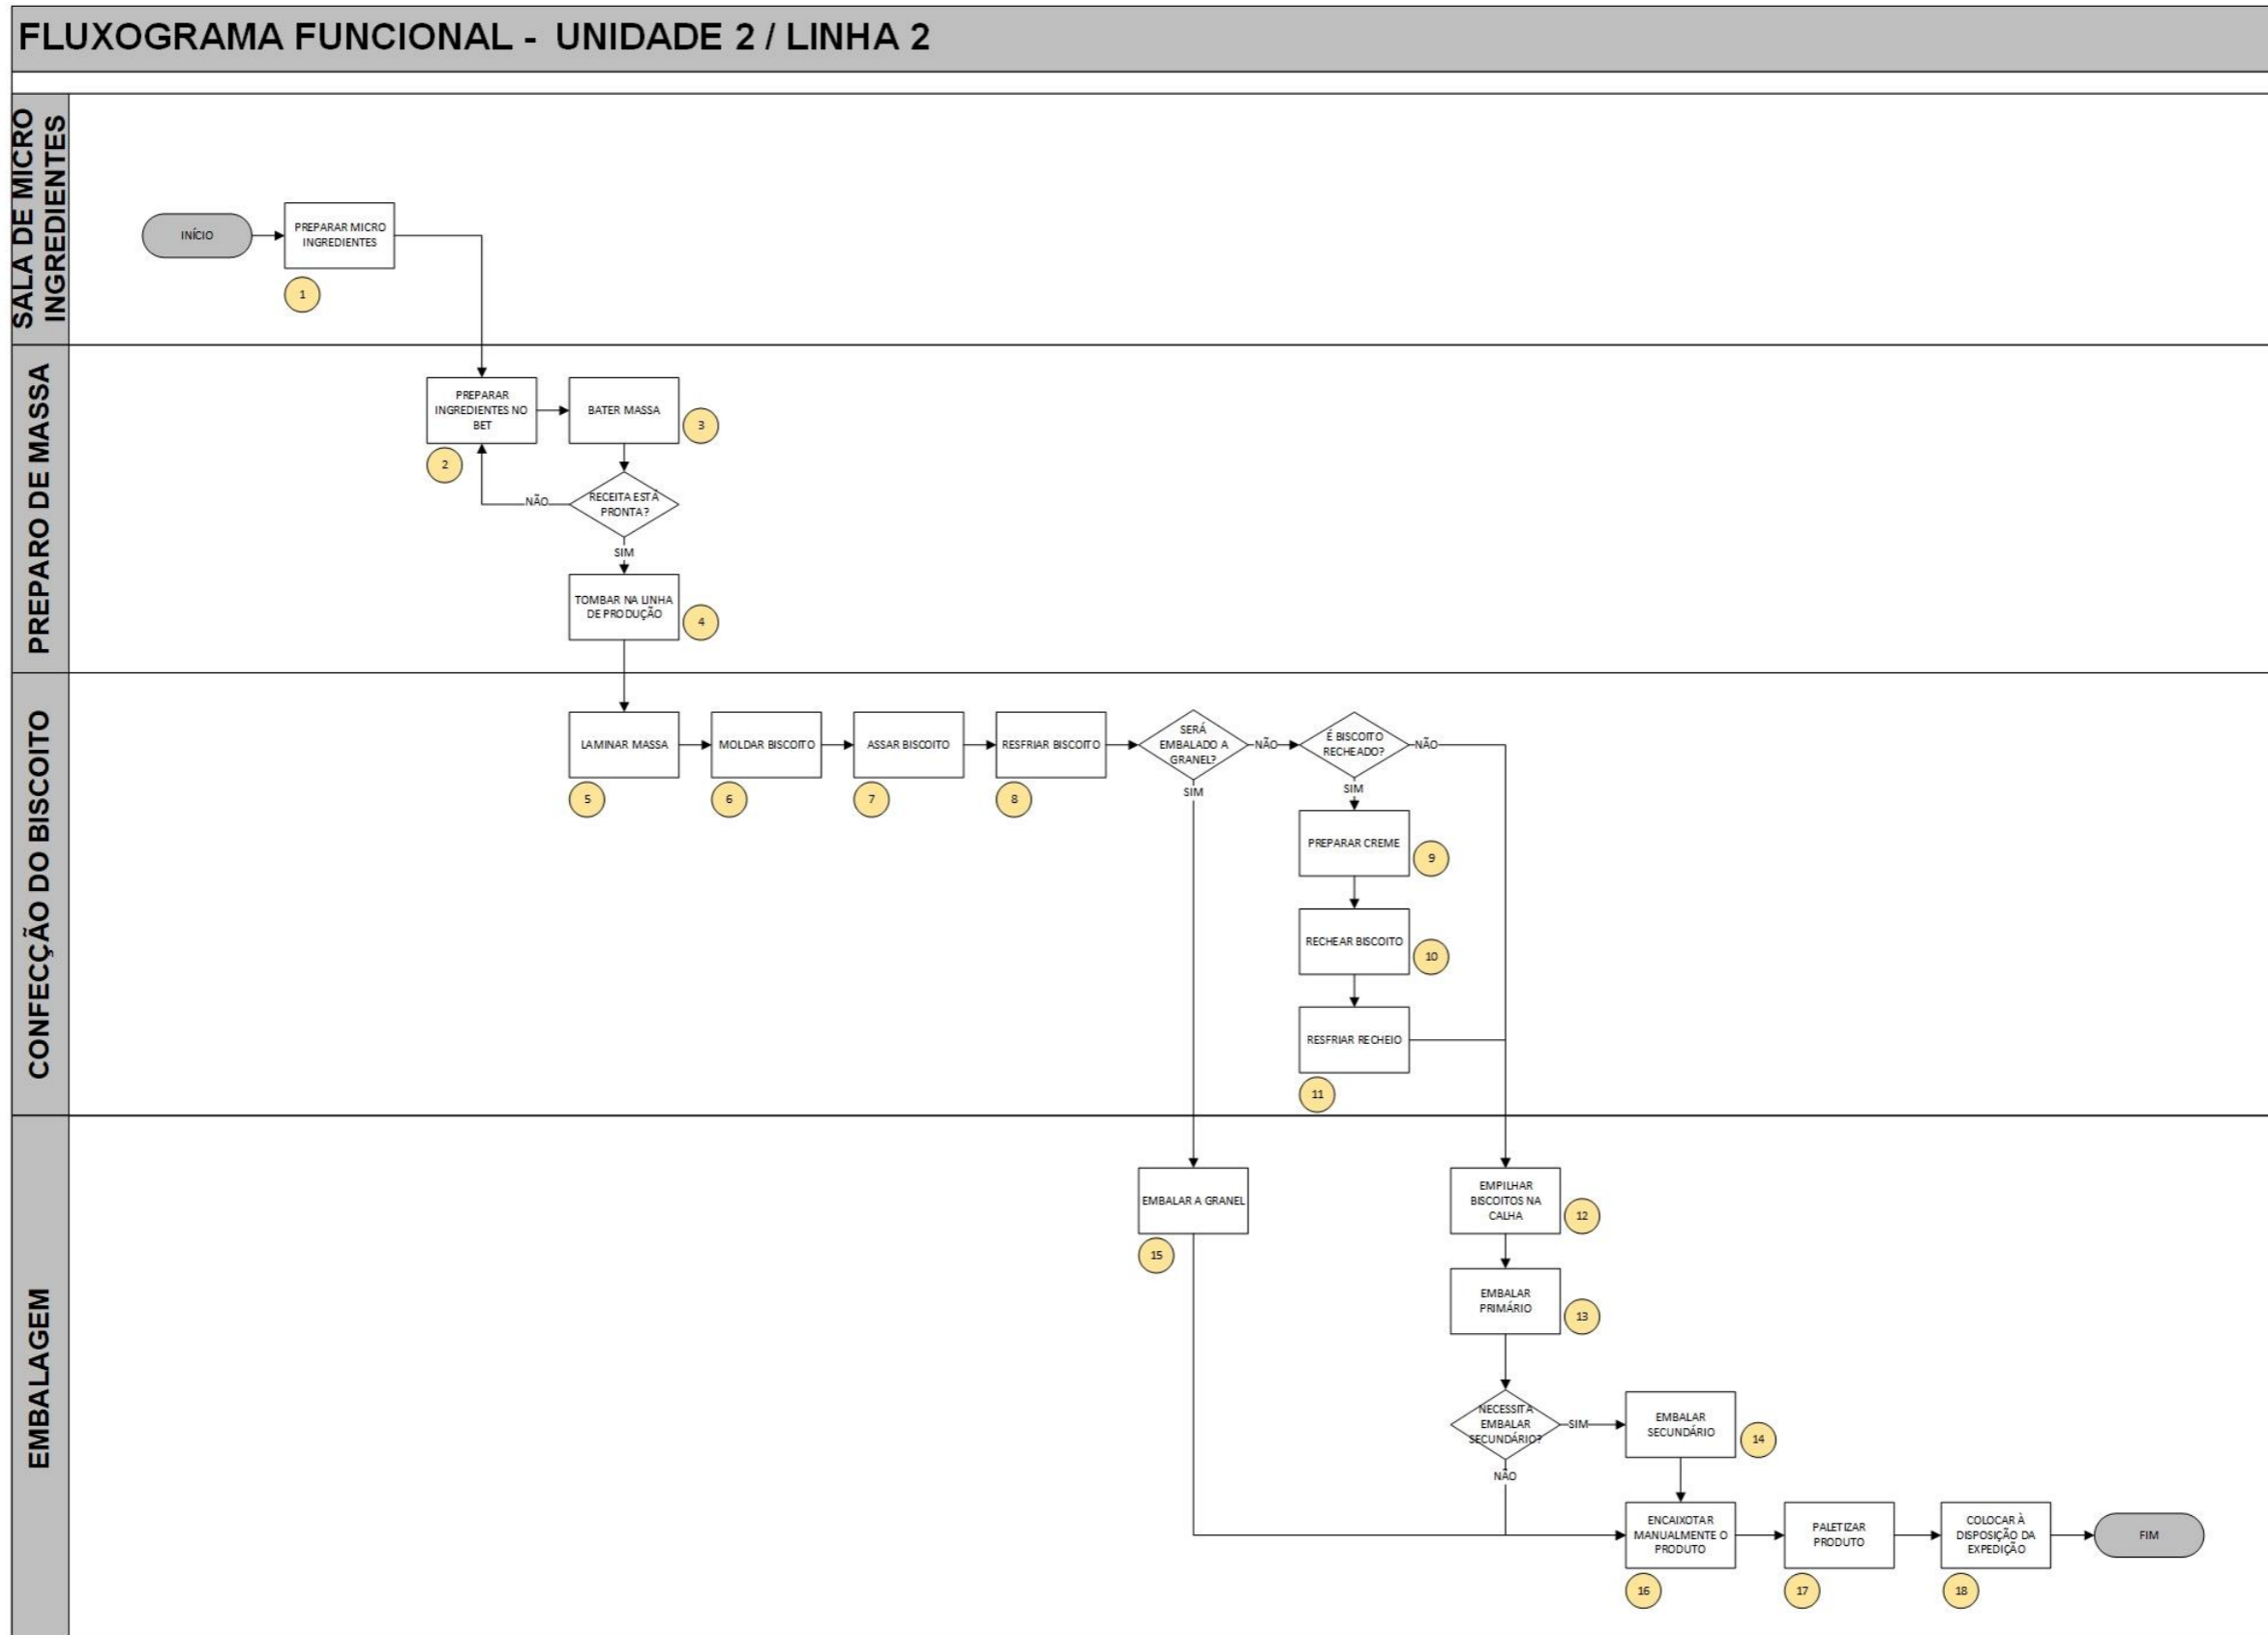 FLUXOGRAMA FUNCIONAL - UNIDADE 2 / LINHA 2
SALA DE MICRO
INGREDIENTES
INÍCIO
PREPARAR MICRO
INGREDIENTES
1
PREPARO DE MASSA
PREPARAR
INGREDIENTES NO
BET
2
BATER MASSA
3
RECEITA ESTÁ
PRONTA?
NÃO
SIM
TOMBAR NA LINHA
DE PRODUÇÃO
4
CONFECÇÃO DO BISCOITO
LAMINAR MASSA
5
MOLDAR BISCOITO
6
ASSAR BISCOITO
7
RESFRIAR BISCOITO
8
SERÁ
EMBALADO A
GRANEL?
NÃO
SIM
É BISCOITO
RECHEADO?
NÃO
SIM
PREPARAR CREME
9
RECHEAR BISCOITO
10
RESFRIAR RECHEIO
11
EMBALAGEM
EMBALAR A GRANEL
15
EMPILHAR
BISCOITOS NA
CALHA
12
EMBALAR
PRIMÁRIO
13
NECESSITA
EMBALAR
SECUNDÁRIO?
SIM
NÃO
EMBALAR
SECUNDÁRIO
14
ENCAIXOTAR
MANUALMENTE O
PRODUTO
16
PALETIZAR
PRODUTO
17
COLOCAR À
DISPOSIÇÃO DA
EXPEDIÇÃO
18
FIM